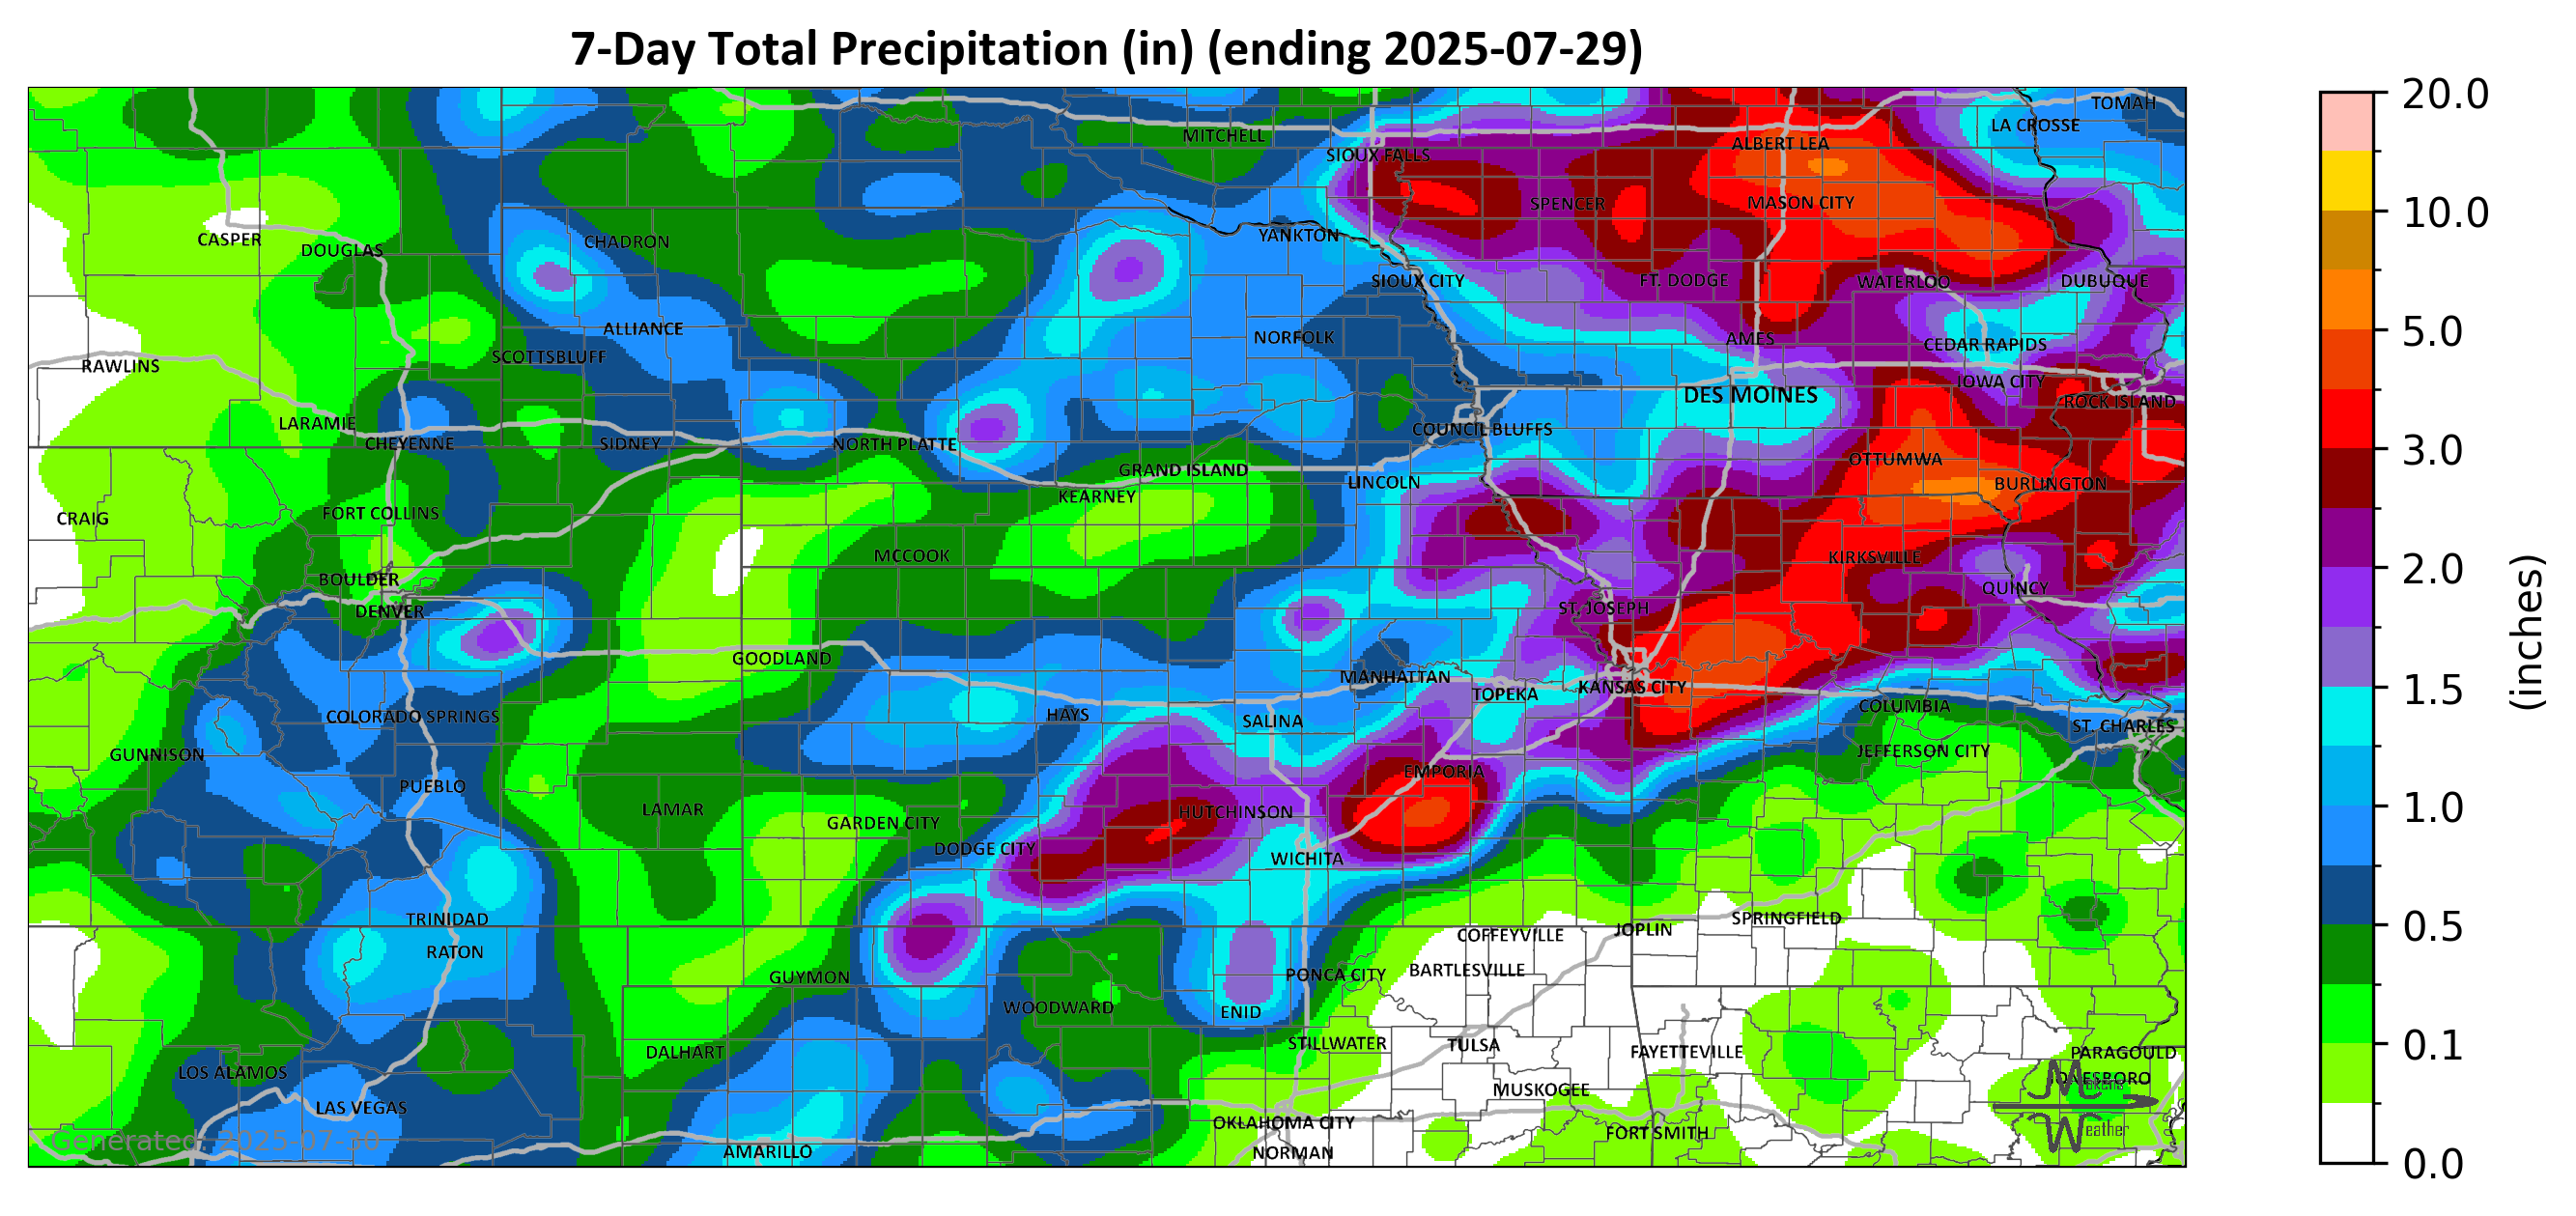 7-Day Total Precipitation (in) (ending 2025-07-29)
TOMAH
LA CROSSE
MITCHELL
ALBERT LEA
SIOUX FALLS
SPENCER
MASON CITY
CASPER
DOUGLAS
CHADRON
YANKTON
SIOUX CITY
FT. DODGE
WATERLOO
DUBUQUE
ALLIANCE
NORFOLK
AMES
CEDAR RAPIDS
SCOTTSBLUFF
RAWLINS
IOWA CITY
DES MOINES
ROCK ISLAND
LARAMIE
COUNCIL BLUFFS
CHEYENNE
SIDNEY
NORTH PLATTE
OTTUMWA
GRAND ISLAND
LINCOLN
BURLINGTON
KEARNEY
CRAIG
FORT COLLINS
MCCOOK
KIRKSVILLE
BOULDER
QUINCY
DENVER
ST. JOSEPH
GOODLAND
MANHATTAN
KANSAS CITY
TOPEKA
COLUMBIA
COLORADO SPRINGS
HAYS
SALINA
ST. CHARLES
GUNNISON
JEFFERSON CITY
EMPORIA
PUEBLO
LAMAR
HUTCHINSON
GARDEN CITY
DODGE CITY
WICHITA
TRINIDAD
SPRINGFIELD
JOPLIN
COFFEYVILLE
RATON
BARTLESVILLE
GUYMON
PONCA CITY
WOODWARD
ENID
STILLWATER
TULSA
DALHART
FAYETTEVILLE
PARAGOULD
LOS ALAMOS
JONESBORO
MUSKOGEE
LAS VEGAS
OKLAHOMA CITY
FORT SMITH
AMARILLO
NORMAN
Generated: 2025-07-30
Makens
Weather
20.0
10.0
5.0
3.0
2.0
1.5
1.0
0.5
0.1
0.0
(inches)